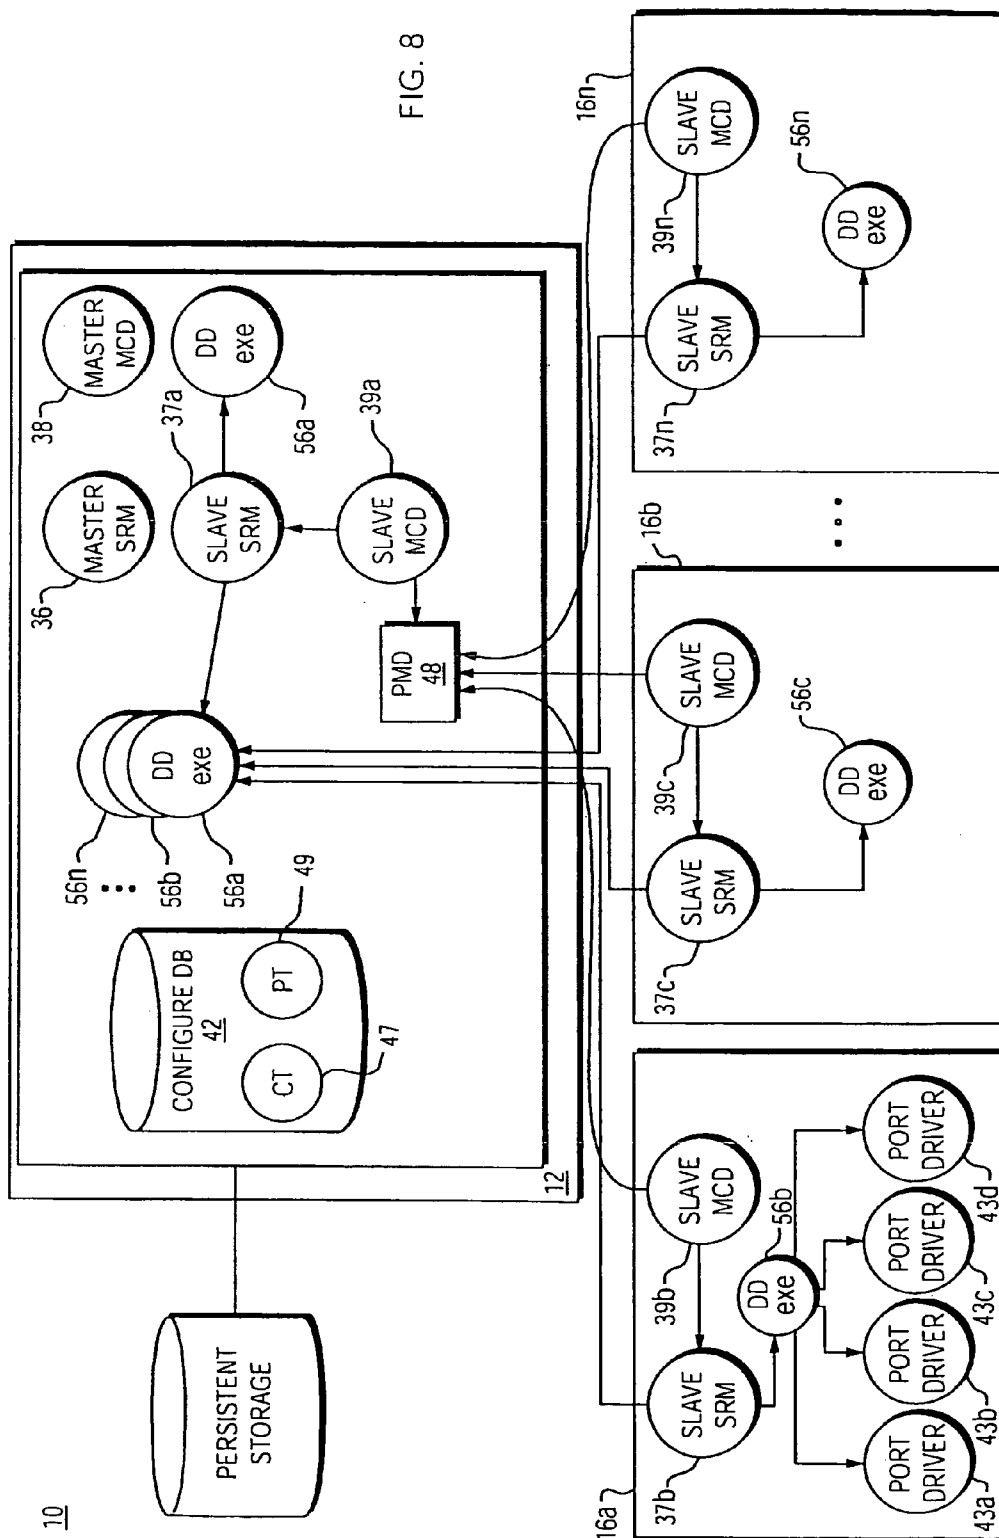 10
PERSISTENT
STORAGE
12
CONFIGURE DB
42
CT
PT
47
49
56n
56b
56a
DD
exe
36
MASTER
SRM
38
MASTER
MCD
37a
SLAVE
SRM
DD
exe
56a
39a
SLAVE
MCD
PMD
48
FIG. 8
16a
SLAVE
MCD
39b
SLAVE
SRM
37b
56b
DD
exe
PORT
DRIVER
43a
PORT
DRIVER
43b
PORT
DRIVER
43c
PORT
DRIVER
43d
16b
SLAVE
MCD
39c
SLAVE
SRM
37c
56c
DD
exe
16n
SLAVE
MCD
39n
SLAVE
SRM
37n
56n
DD
exe